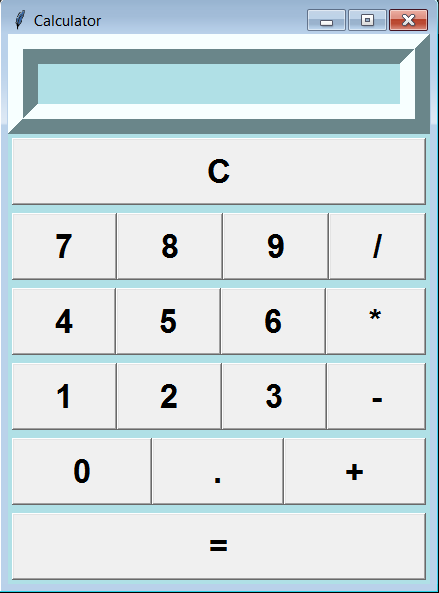 Calculator
C
7 8 9 /
4 5 6 *
1 2 3 -
0 . +
=